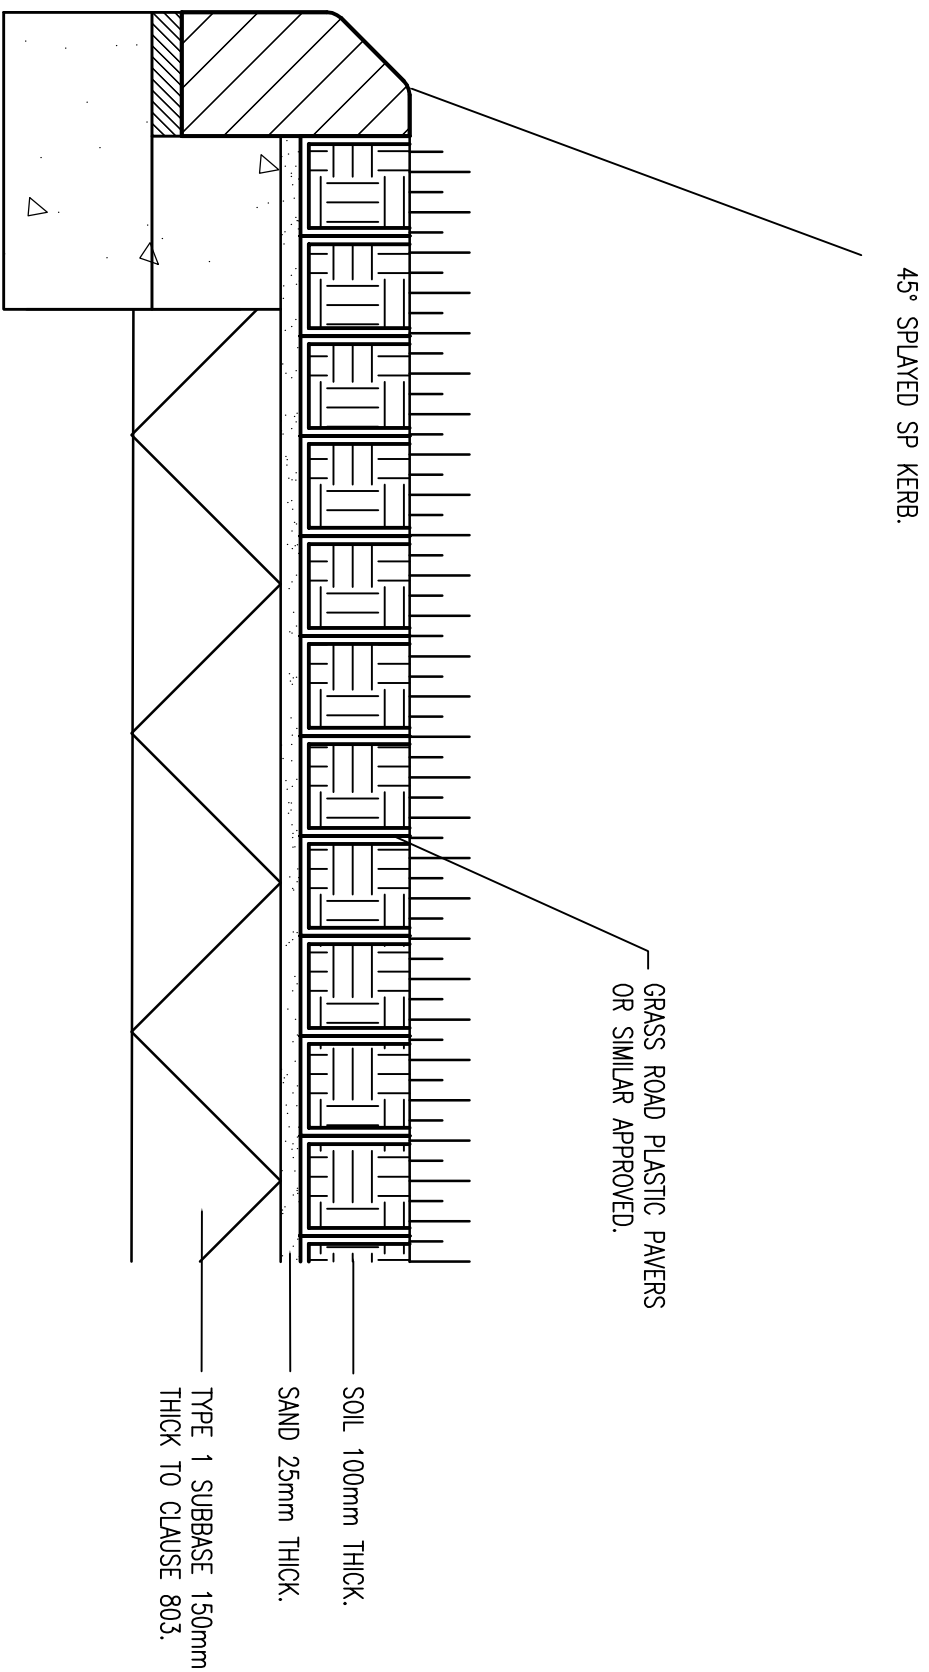 45° SPLAYED SP KERB.
GRASS ROAD PLASTIC PAVERS
OR SIMILAR APPROVED.
SOIL 100mm THICK.
SAND 25mm THICK.
TYPE 1 SUBBASE 150mm
THICK TO CLAUSE 803.